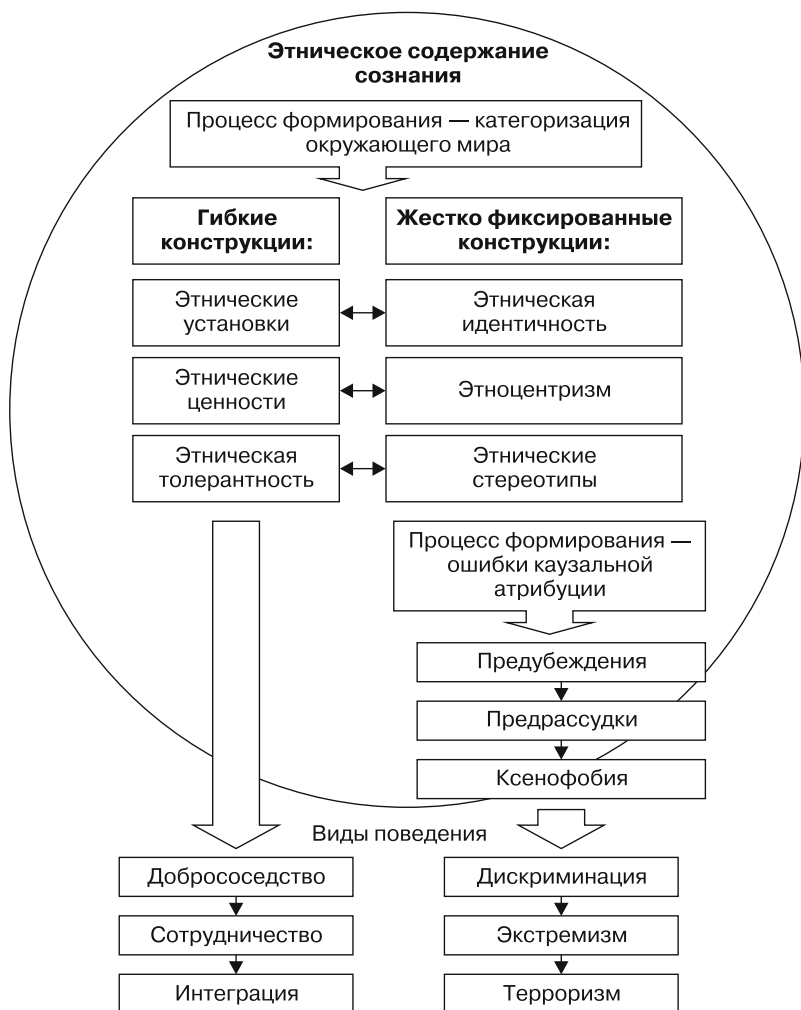 Этническое содержание
сознания
Процесс формирования — категоризация
окружающего мира
Гибкие
конструкции:
Жестко фиксированные
конструкции:
Этнические
установки
Этническая
идентичность
Этнические
ценности
Этноцентризм
Этническая
толерантность
Этнические
стереотипы
Процесс формирования —
ошибки каузальной
атрибуции
Предубеждения
Предрассудки
Ксенофобия
Виды поведения
Добрососедство
Дискриминация
Сотрудничество
Экстремизм
Интеграция
Терроризм